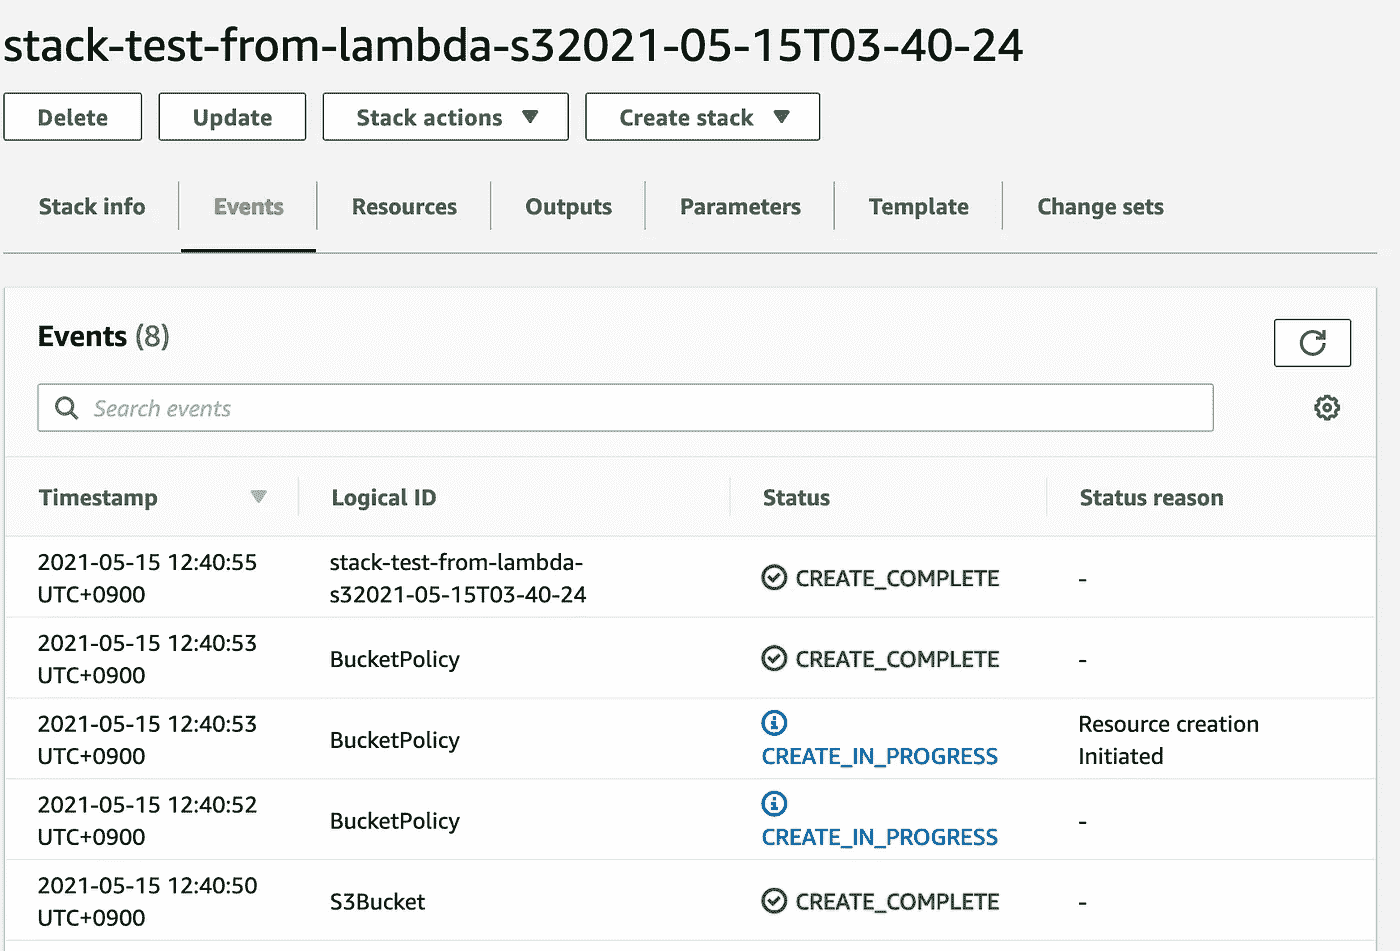 stack-test-from-lambda-s32021-05-15T03-40-24
Delete Update Stack actions Create stack
Stack info Events Resources Outputs Parameters Template Change sets
Events (8)
Search events
Timestamp Logical ID Status Status reason
2021-05-15 12:40:55 stack-test-from-lambda- CREATE_COMPLETE -
UTC+0900 s32021-05-15T03-40-24
2021-05-15 12:40:53 BucketPolicy CREATE_COMPLETE -
UTC+0900
2021-05-15 12:40:53 BucketPolicy Resource creation
UTC+0900 CREATE_IN_PROGRESS Initiated
2021-05-15 12:40:52 BucketPolicy -
UTC+0900 CREATE_IN_PROGRESS
2021-05-15 12:40:50 S3Bucket CREATE_COMPLETE -
UTC+0900